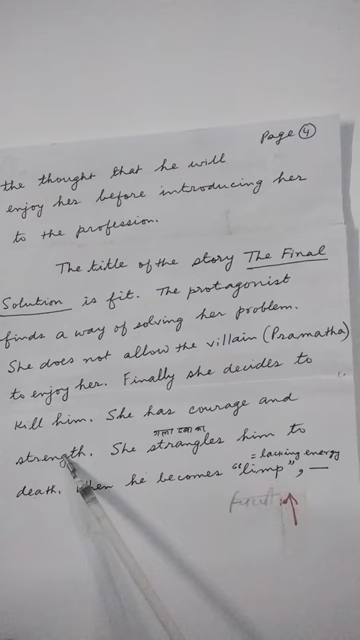 Page 4
the thought that he will
enjoy her before introducing her
to the profession.
The title of the story The Final
Solution is fit. The protagonist
finds a way of solving her problem.
She does not allow the villain (Pramatha)
to enjoy her. Finally she decides to
kill him. She has courage and
गला दबा कर
strength. She strangles him to
= lacking energy
death. When he becomes "limp", —